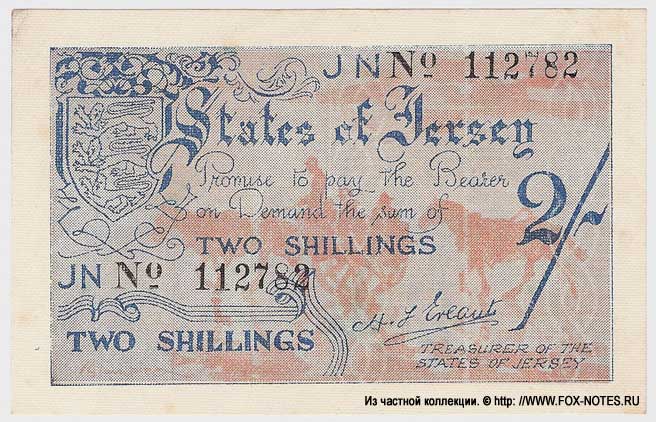 JN No 112782
States of Jersey
Promise to pay the Bearer
on Demand the sum of
TWO SHILLINGS
2/-
JN No 112782
TWO SHILLINGS
H. F. Ereaut
TREASURER OF THE
STATES OF JERSEY
Из частной коллекции. © http: //WWW.FOX-NOTES.RU